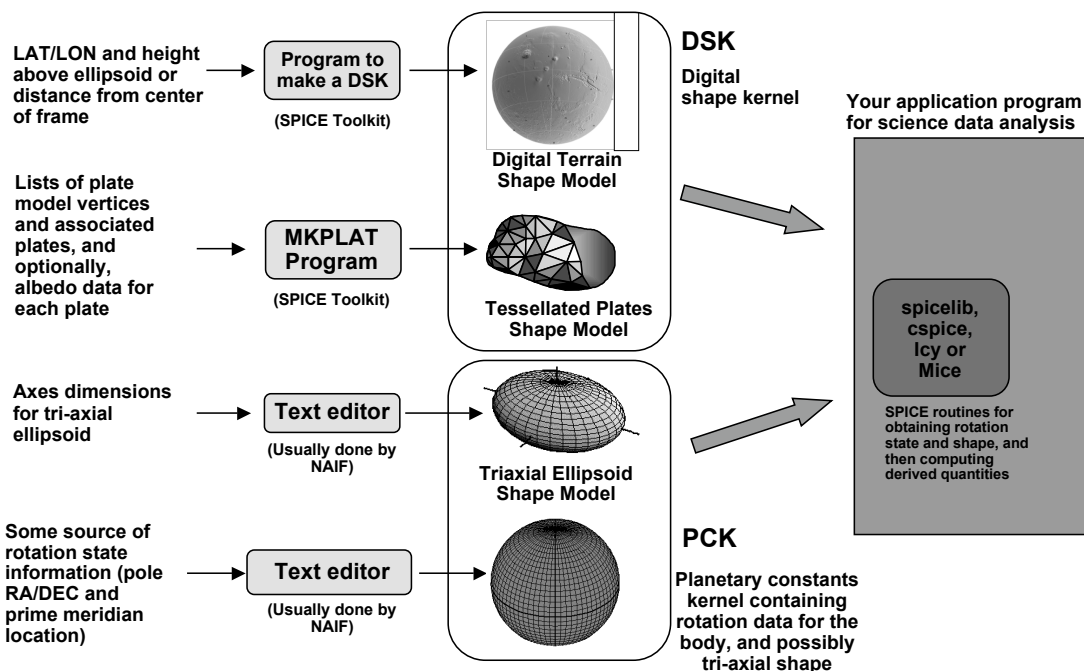 LAT/LON and height
above ellipsoid or
distance from center
of frame
Program to
make a DSK
(SPICE Toolkit)
Digital Terrain
Shape Model
DSK
Digital
shape kernel
Your application program
for science data analysis
Lists of plate
model vertices
and associated
plates, and
optionally,
albedo data for
each plate
MKPLAT
Program
(SPICE Toolkit)
Tessellated Plates
Shape Model
spicelib,
cspice,
Icy or
Mice
SPICE routines for
obtaining rotation
state and shape, and
then computing
derived quantities
Axes dimensions
for tri-axial
ellipsoid
Text editor
(Usually done by
NAIF)
Triaxial Ellipsoid
Shape Model
Some source of
rotation state
information (pole
RA/DEC and
prime meridian
location)
Text editor
(Usually done by
NAIF)
PCK
Planetary constants
kernel containing
rotation data for the
body, and possibly
tri-axial shape